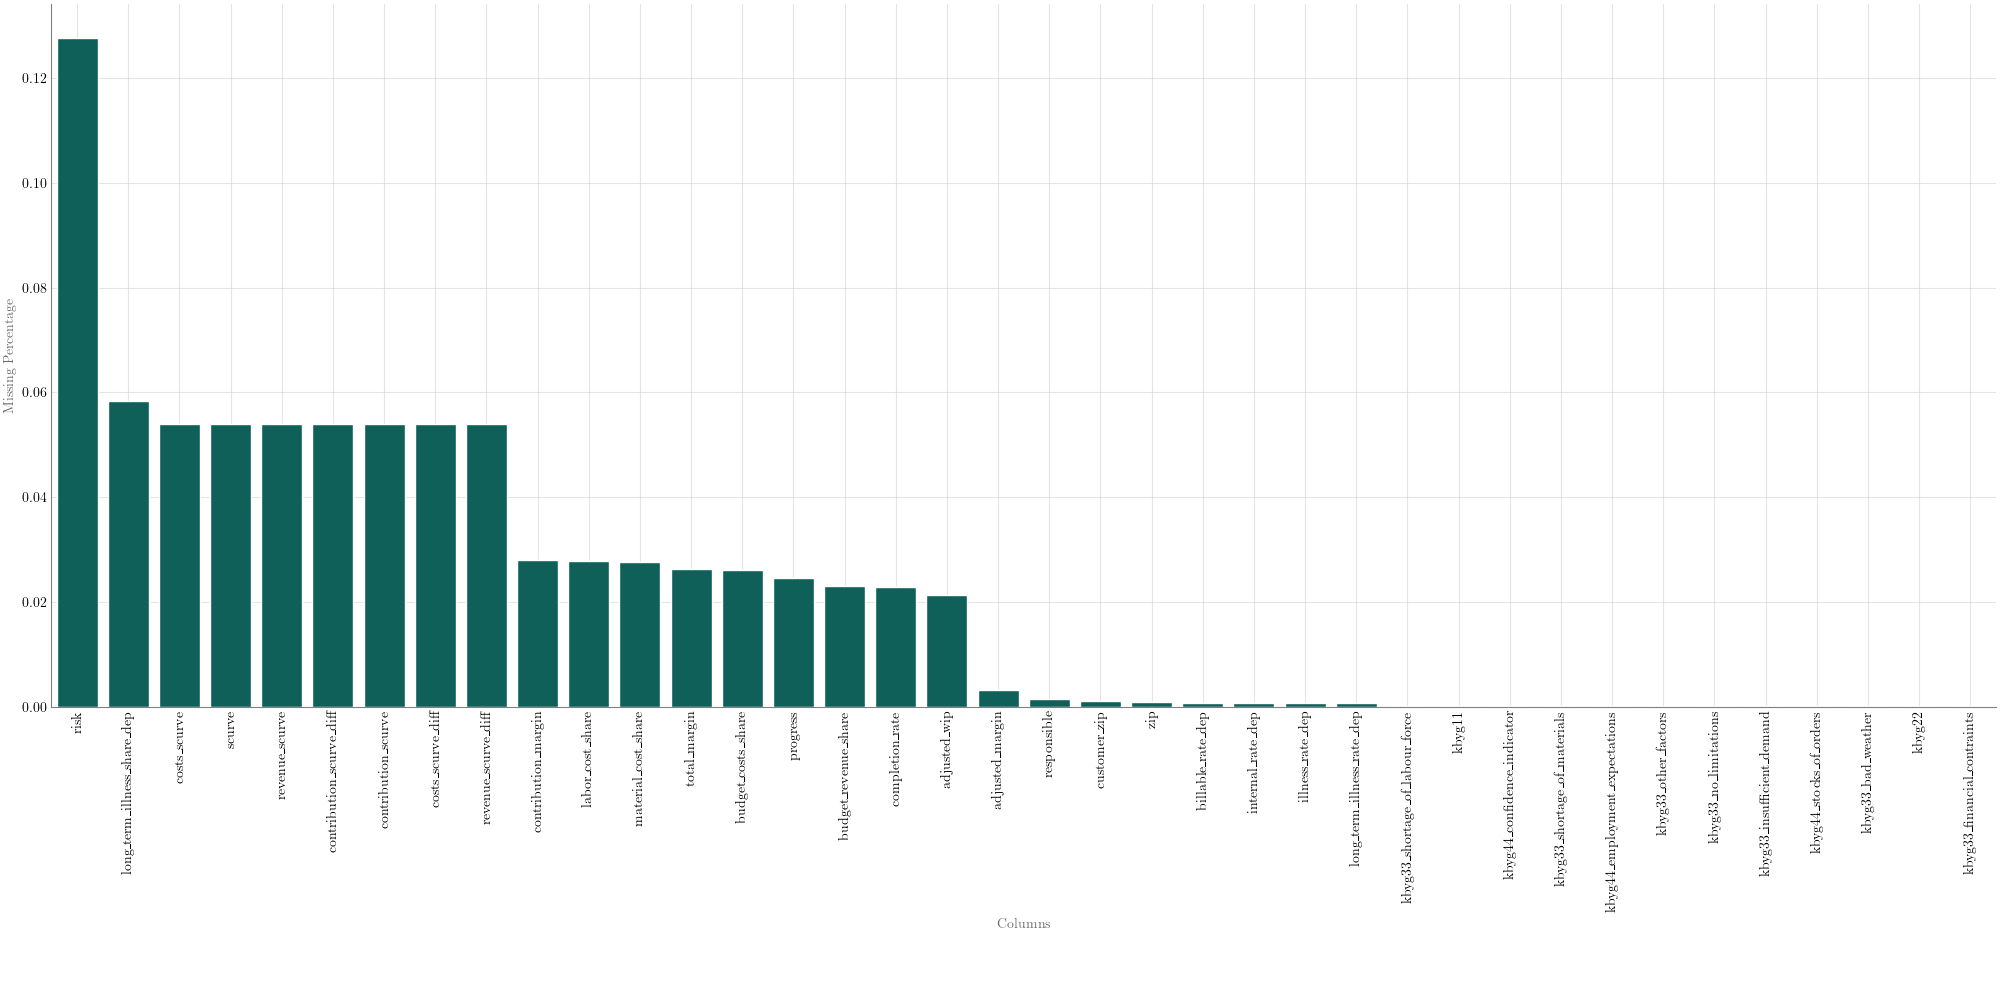 0.12
0.10
0.08
0.06
0.04
0.02
0.00
Missing Percentage
risk
long_term_illness_share_dep
costs_scurve
scurve
revenue_scurve
contribution_scurve_diff
contribution_scurve
costs_scurve_diff
revenue_scurve_diff
contribution_margin
labor_cost_share
material_cost_share
total_margin
budget_costs_share
progress
budget_revenue_share
completion_rate
adjusted_wip
adjusted_margin
responsible
customer_zip
zip
billable_rate_dep
internal_rate_dep
illness_rate_dep
long_term_illness_rate_dep
kbyg33_shortage_of_labour_force
kbyg11
kbyg44_confidence_indicator
kbyg33_shortage_of_materials
kbyg44_employment_expectations
kbyg33_other_factors
kbyg33_no_limitations
kbyg33_insufficient_demand
kbyg44_stocks_of_orders
kbyg33_bad_weather
kbyg22
kbyg33_financial_contraints
Columns